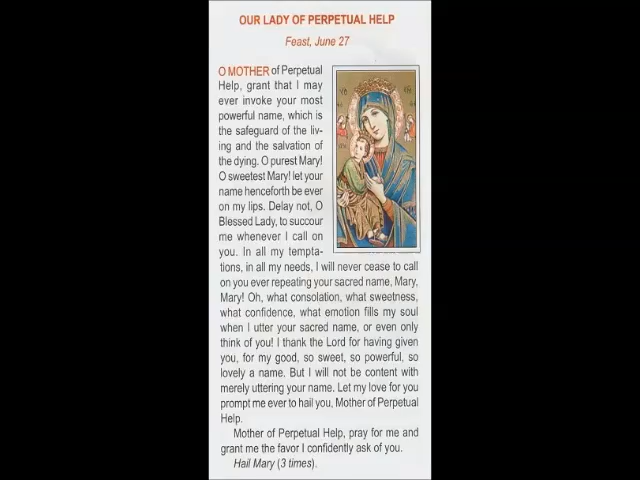 OUR LADY OF PERPETUAL HELP
Feast, June 27
O MOTHER of Perpetual
Help, grant that I may
ever invoke your most
powerful name, which is
the safeguard of the liv-
ing and the salvation of
the dying. O purest Mary!
O sweetest Mary! let your
name henceforth be ever
on my lips. Delay not, O
Blessed Lady, to succour
me whenever I call on
you. In all my tempta-
tions, in all my needs, I will never cease to call
on you ever repeating your sacred name, Mary,
Mary! Oh, what consolation, what sweetness,
what confidence, what emotion fills my soul
when I utter your sacred name, or even only
think of you! I thank the Lord for having given
you, for my good, so sweet, so powerful, so
lovely a name. But I will not be content with
merely uttering your name. Let my love for you
prompt me ever to hail you, Mother of Perpetual
Help.
Mother of Perpetual Help, pray for me and
grant me the favor I confidently ask of you.
Hail Mary (3 times).